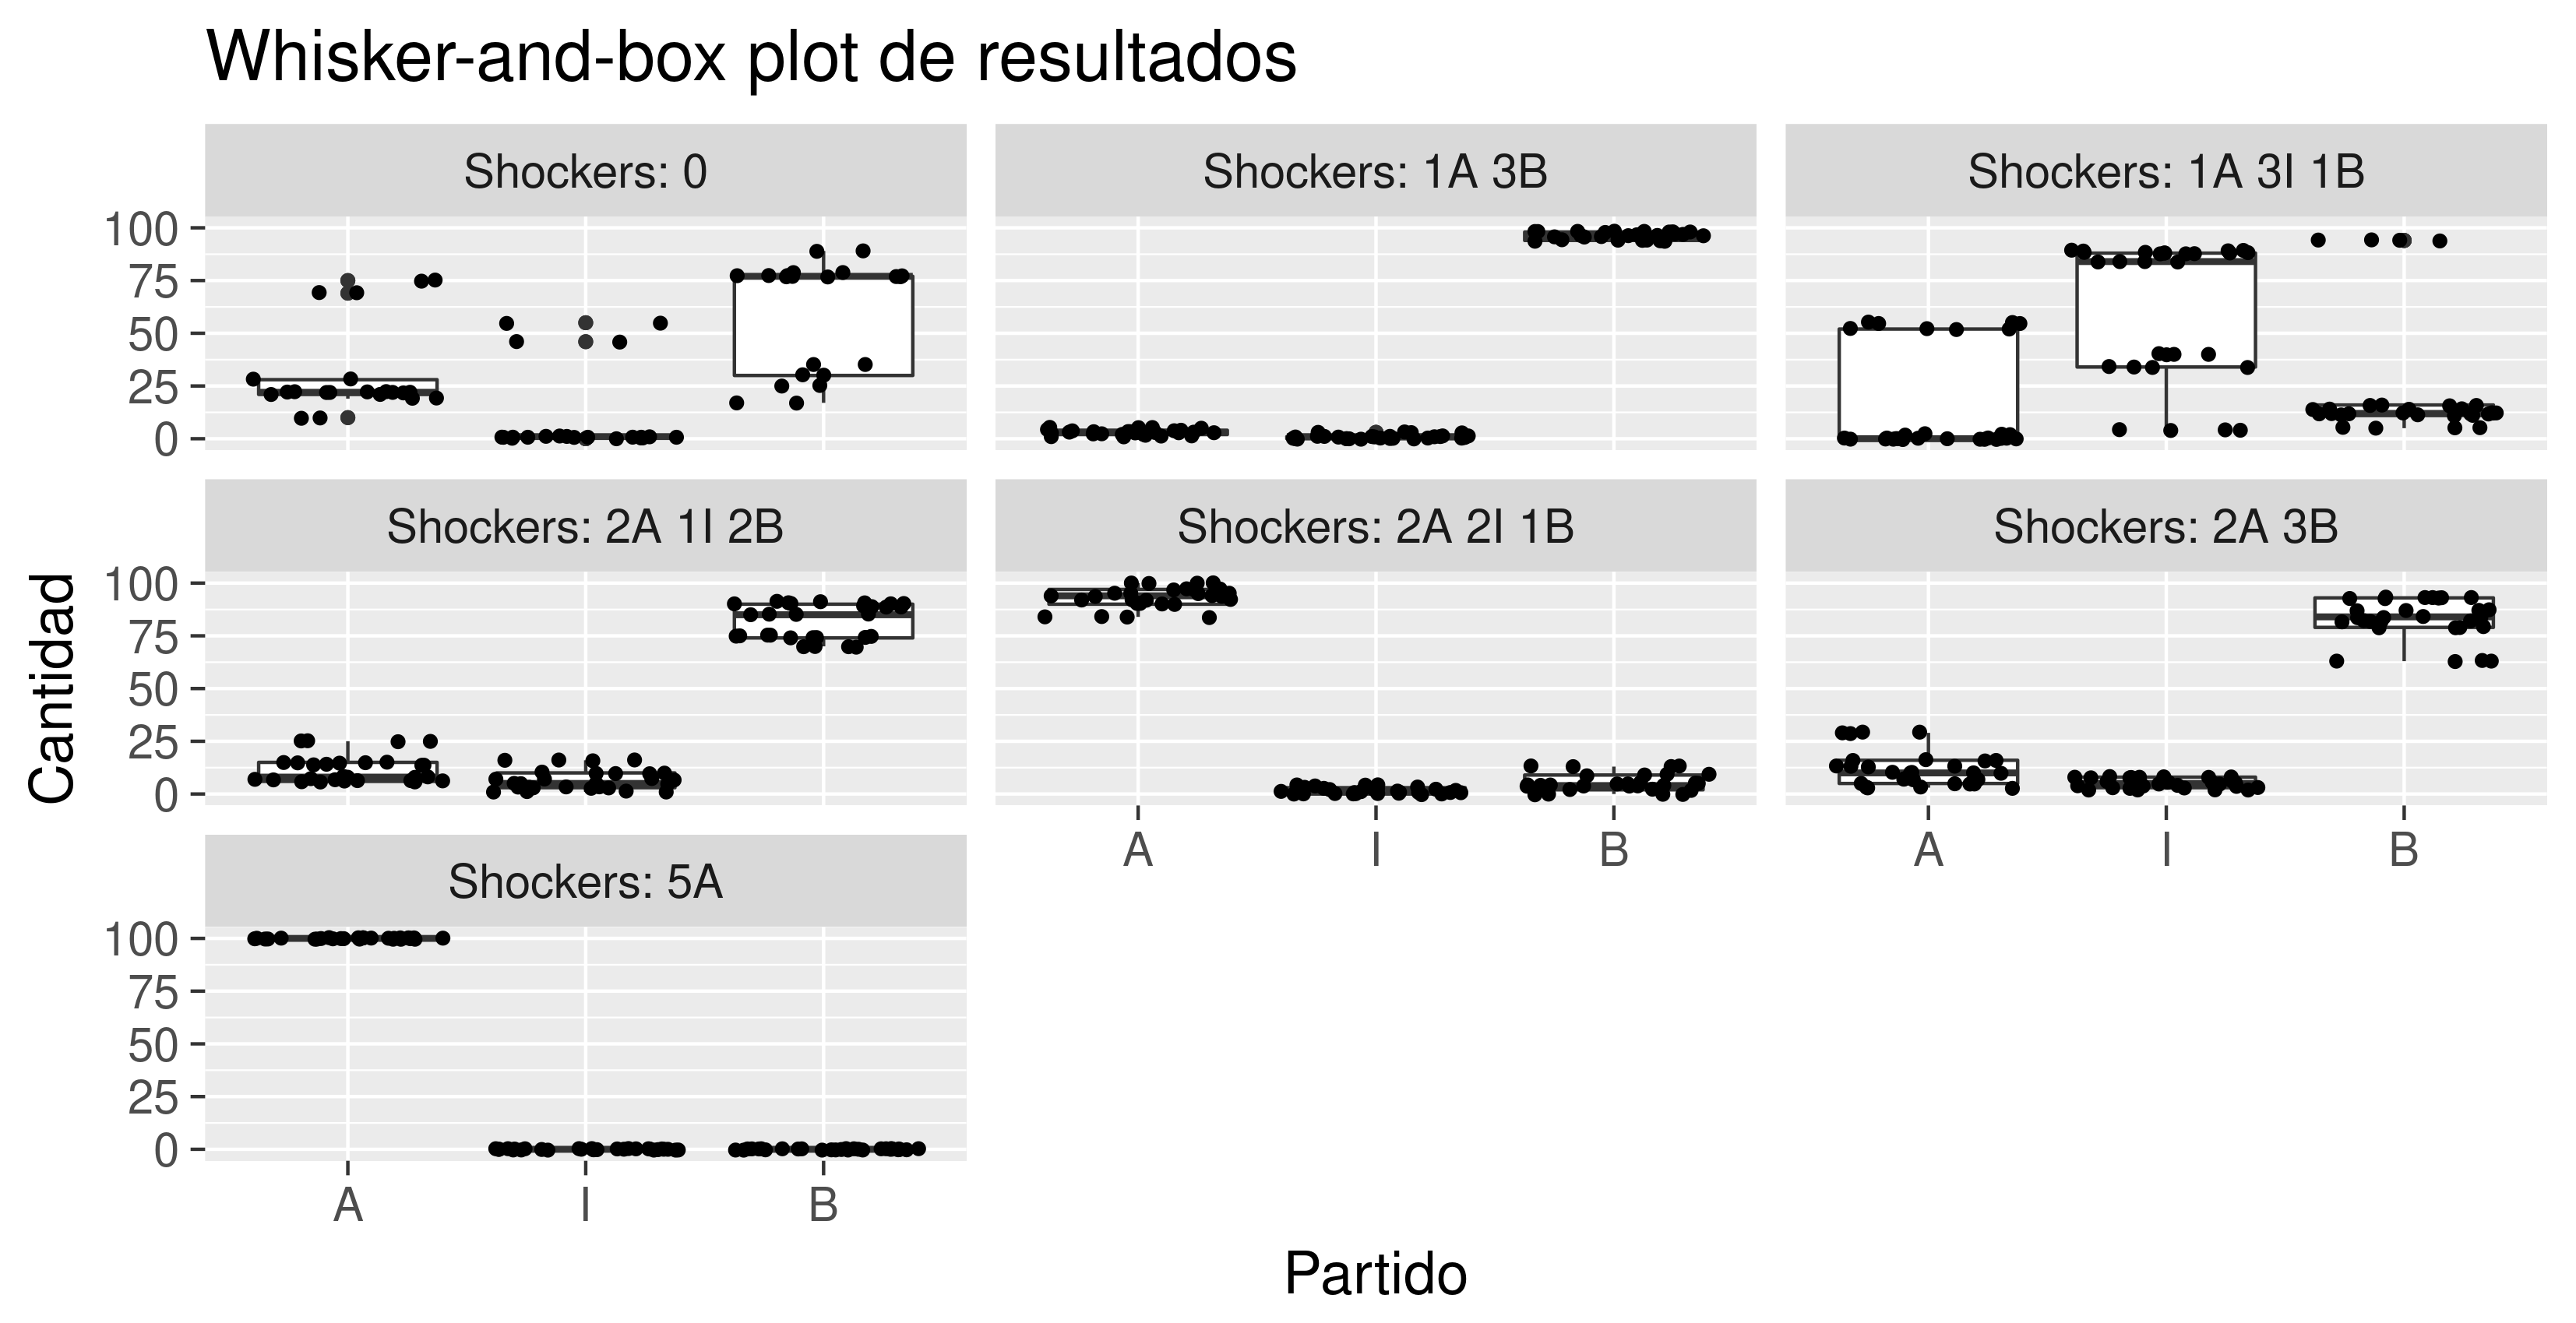 Whisker-and-box plot de resultados
Shockers: 0
Shockers: 1A 3B
Shockers: 1A 3I 1B
100
75
50
25
0
Shockers: 2A 1I 2B
Shockers: 2A 2I 1B
Shockers: 2A 3B
Cantidad
100
75
50
25
0
A I B
A I B
Shockers: 5A
100
75
50
25
0
A I B
Partido